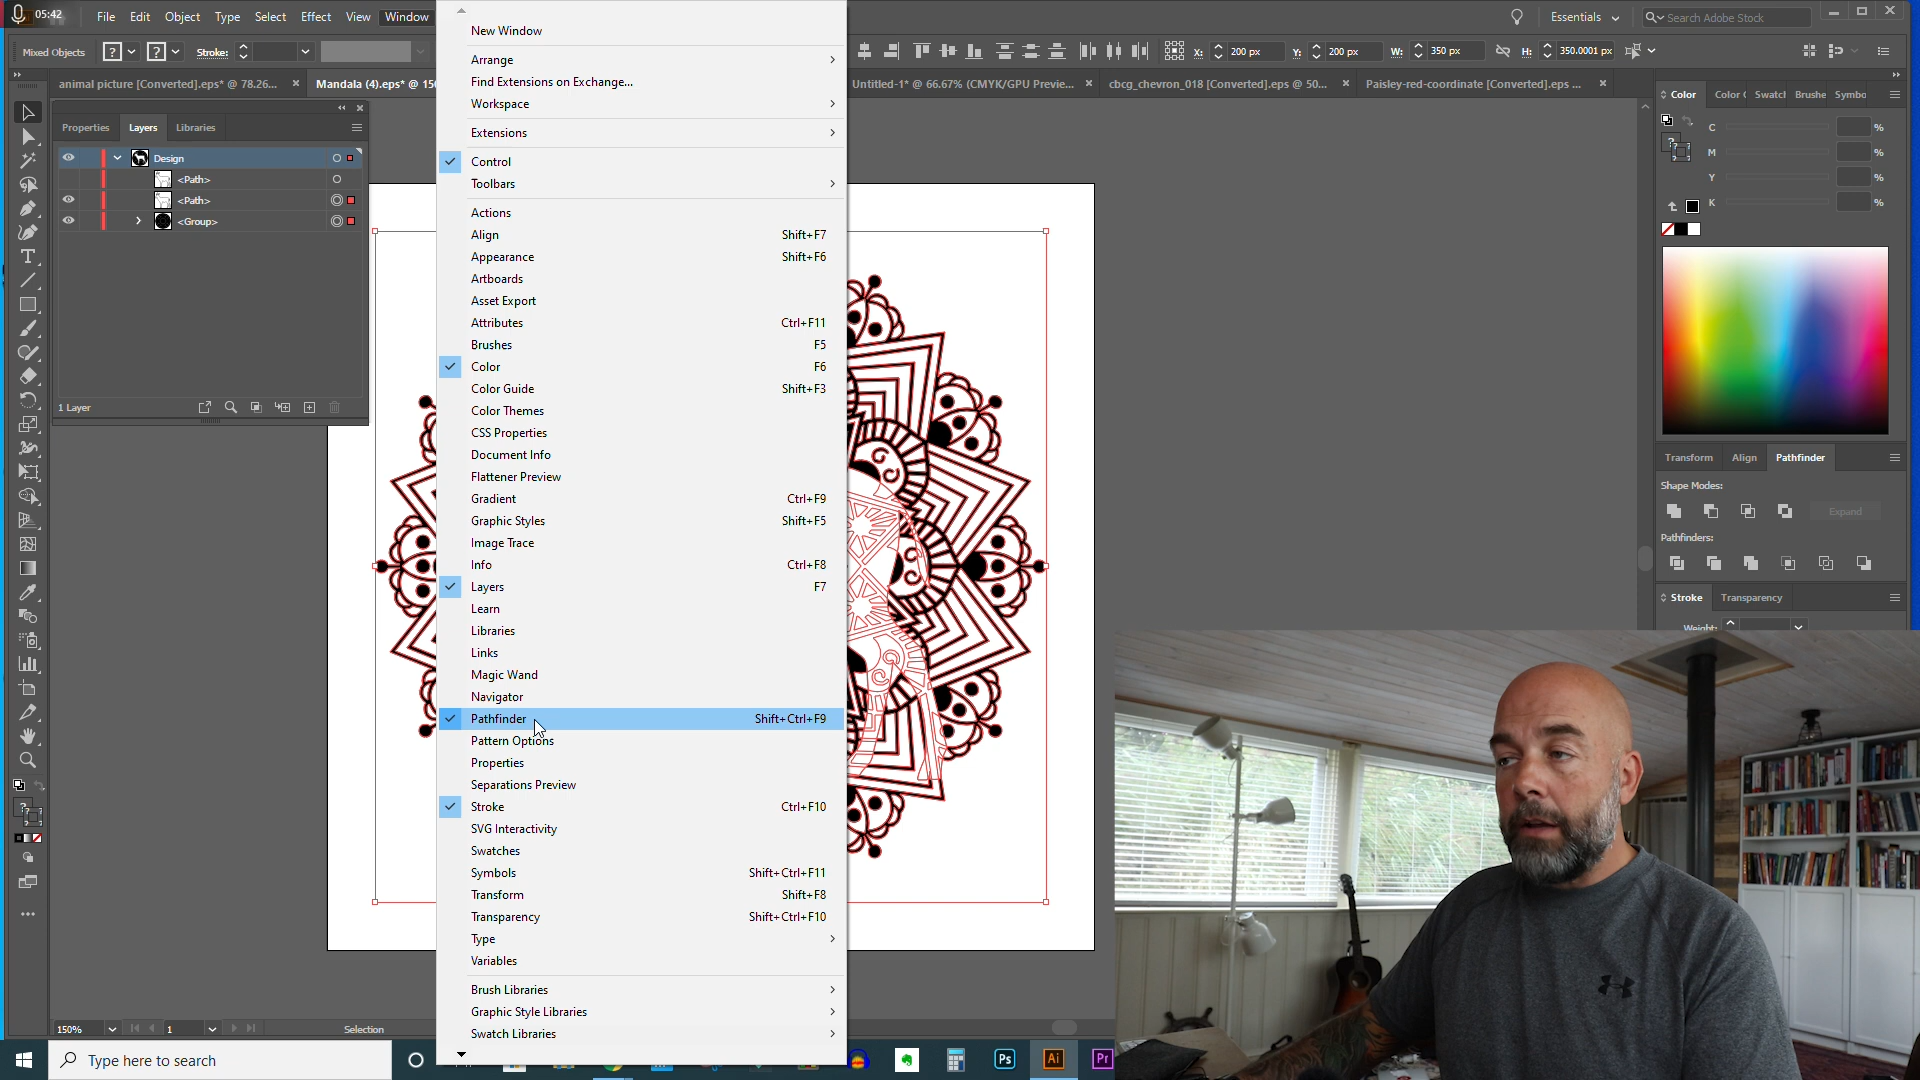 05:42
File Edit Object Type Select Effect View Window
Essentials
Search Adobe Stock
Mixed Objects ? ? Stroke: X: 200 px Y: 200 px W: 350 px H: 350.0001 px
animal picture [Converted].eps* @ 78.26... Mandala (4).eps* @ 15 Untitled-1* @ 66.67% (CMYK/GPU Previe... cbcg_chevron_018 [Converted].eps @ 50... Paisley-red-coordinate [Converted].eps ...
Properties Layers Libraries
Design
<Path>
<Path>
<Group>
1 Layer
New Window
Arrange
Find Extensions on Exchange...
Workspace
Extensions
Control
Toolbars
Actions
Align Shift+F7
Appearance Shift+F6
Artboards
Asset Export
Attributes Ctrl+F11
Brushes F5
Color F6
Color Guide Shift+F3
Color Themes
CSS Properties
Document Info
Flattener Preview
Gradient Ctrl+F9
Graphic Styles Shift+F5
Image Trace
Info Ctrl+F8
Layers F7
Learn
Libraries
Links
Magic Wand
Navigator
Pathfinder Shift+Ctrl+F9
Pattern Options
Properties
Separations Preview
Stroke Ctrl+F10
SVG Interactivity
Swatches
Symbols Shift+Ctrl+F11
Transform Shift+F8
Transparency Shift+Ctrl+F10
Type
Variables
Brush Libraries
Graphic Style Libraries
Swatch Libraries
Color Color Swatch Brushe Symbo
C %
M %
Y %
K %
Transform Align Pathfinder
Shape Modes:
Expand
Pathfinders:
Stroke Transparency
Weight:
150% 1 Selection
Type here to search
Ps Ai Pr